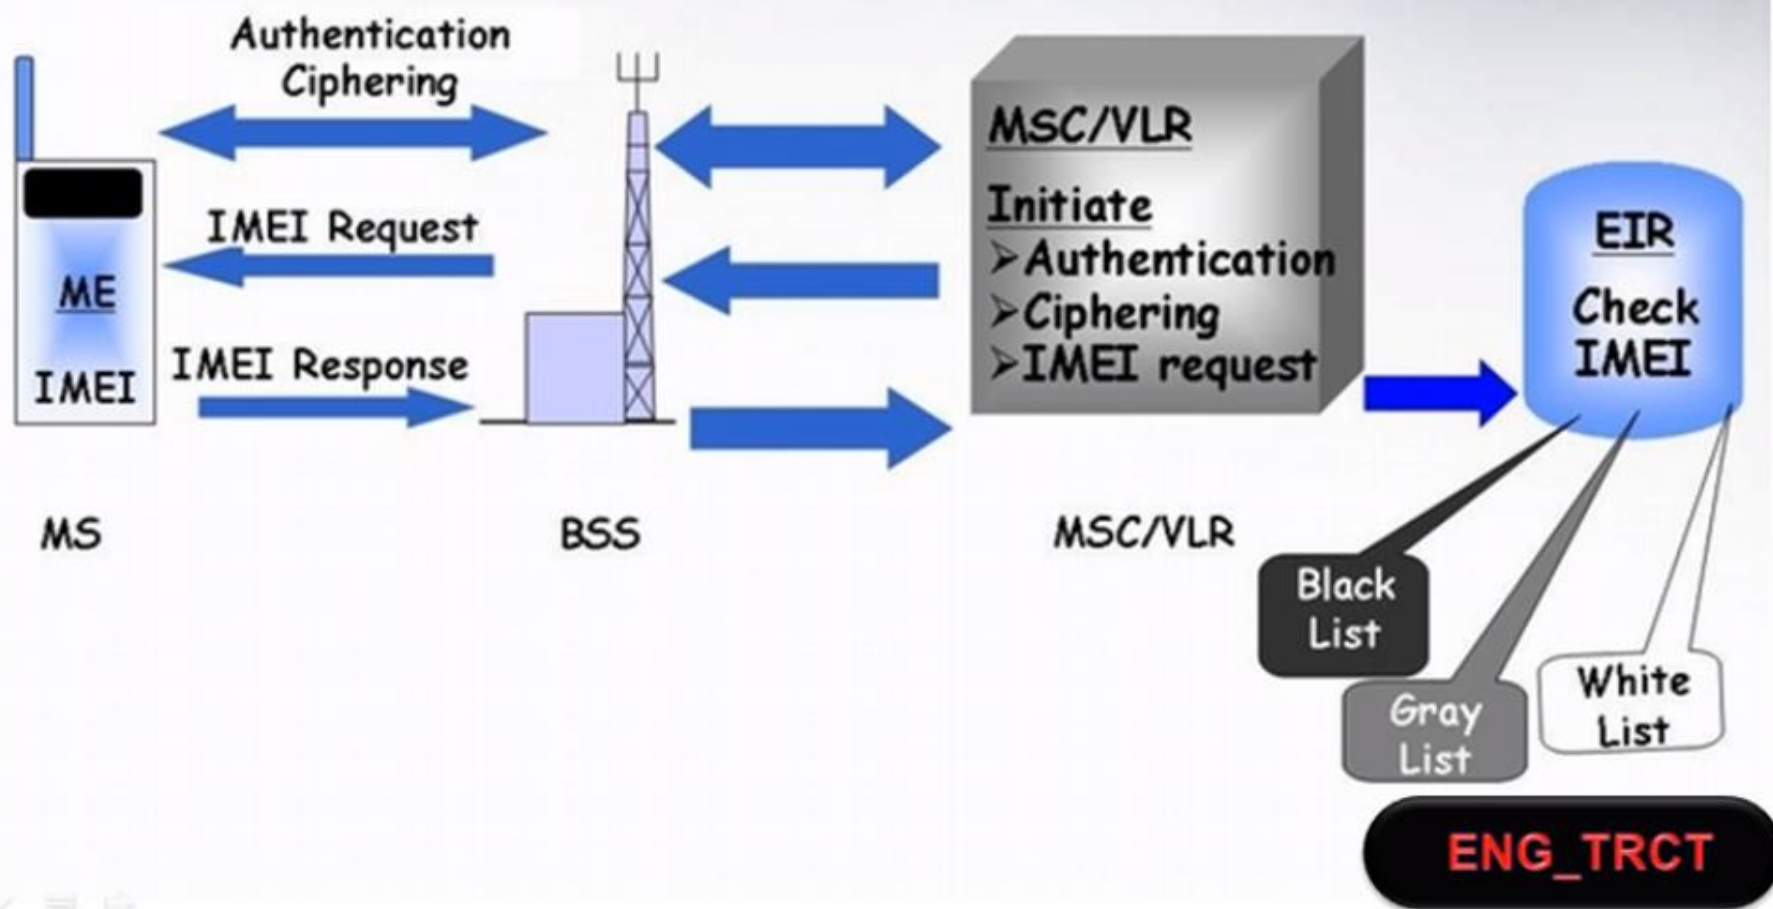 Authentication
Ciphering
IMEI Request
IMEI Response
ME
IMEI
MSC/VLR
Initiate
➢Authentication
➢Ciphering
➢IMEI request
EIR
Check
IMEI
MS
BSS
MSC/VLR
Black
List
Gray
List
White
List
ENG_TRCT